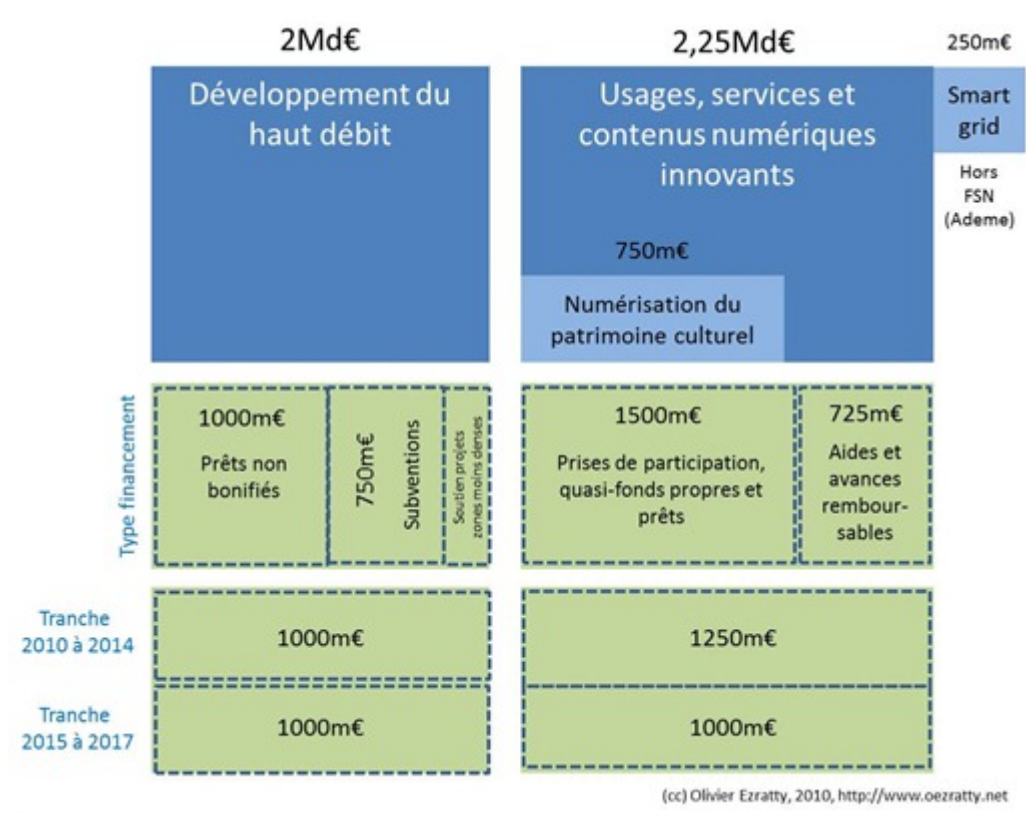 2Md€
2,25Md€
250m€
Développement du
haut débit
Usages, services et
contenus numériques
innovants
Smart
grid
Hors
FSN
(Ademe)
750m€
Numérisation du
patrimoine culturel
Type financement
1000m€
Prêts non
bonifiés
750m€
Subventions
Soutien projets
zones moins denses
1500m€
Prises de participation,
quasi-fonds propres et
prêts
725m€
Aides et
avances
rembour-
sables
Tranche
2010 à 2014
1000m€
1250m€
Tranche
2015 à 2017
1000m€
1000m€
(cc) Olivier Ezratty, 2010, http://www.oezratty.net